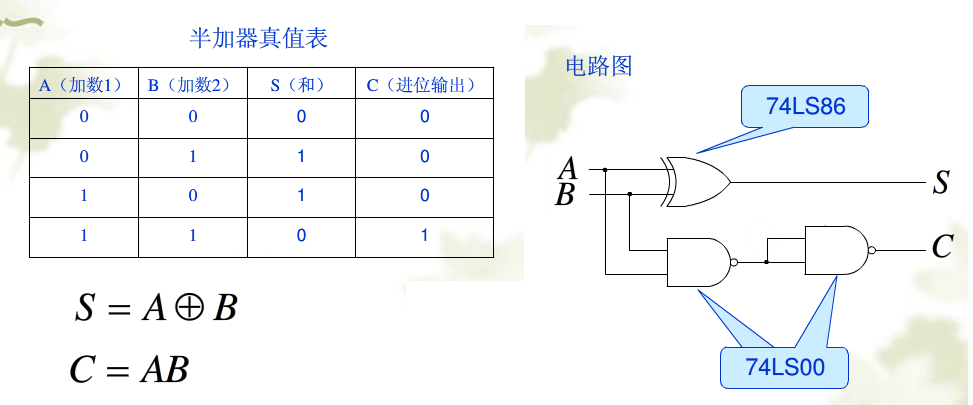 半加器真值表
A（加数1） B（加数2） S（和） C（进位输出）
0 0 0 0
0 1 1 0
1 0 1 0
1 1 0 1
S = A ⊕ B
C = AB
电路图
74LS86
A
B
S
C
74LS00